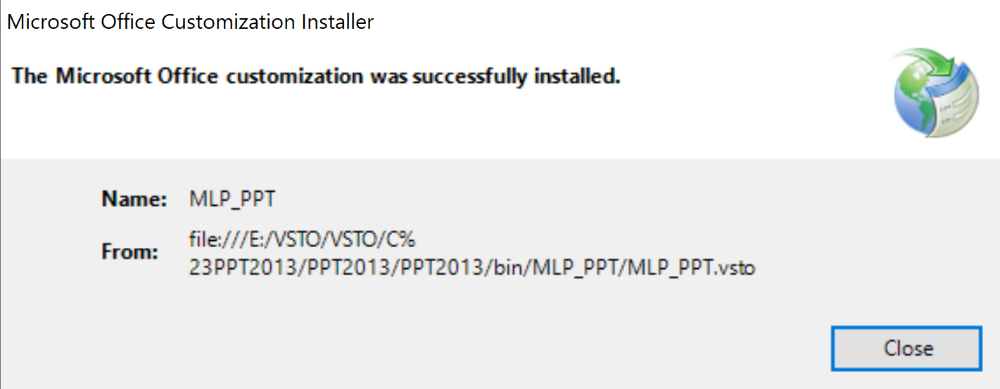 Microsoft Office Customization Installer
The Microsoft Office customization was successfully installed.
Name: MLP_PPT
From: file:///E:/VSTO/VSTO/C%
23PPT2013/PPT2013/PPT2013/bin/MLP_PPT/MLP_PPT.vsto
Close